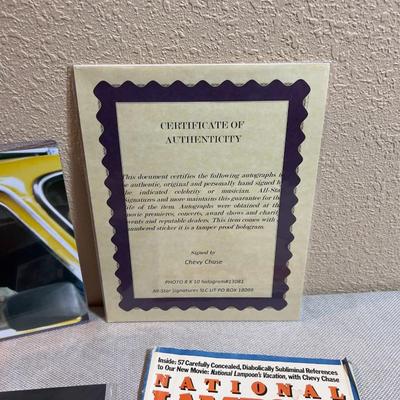 CERTIFICATE OF
AUTHENTICITY
This document certifies the following autographs to
be authentic, original and personally hand signed by
the indicated celebrity or musician. All-Star
Signatures and more maintains this guarantee for the
life of the item. Autographs were obtained at the
movie premieres, concerts, award shows and charity
events and reputable dealers. This item comes with a
numbered sticker it is a tamper proof hologram.
Signed by
Chevy Chase
PHOTO 8 X 10 hologram#13081
All-Star Signatures SLC UT PO BOX 18069
Inside: 57 Carefully Concealed, Diabolically Subliminal References
to Our New Movie: National Lampoon's Vacation, with Chevy Chase
NATIONAL